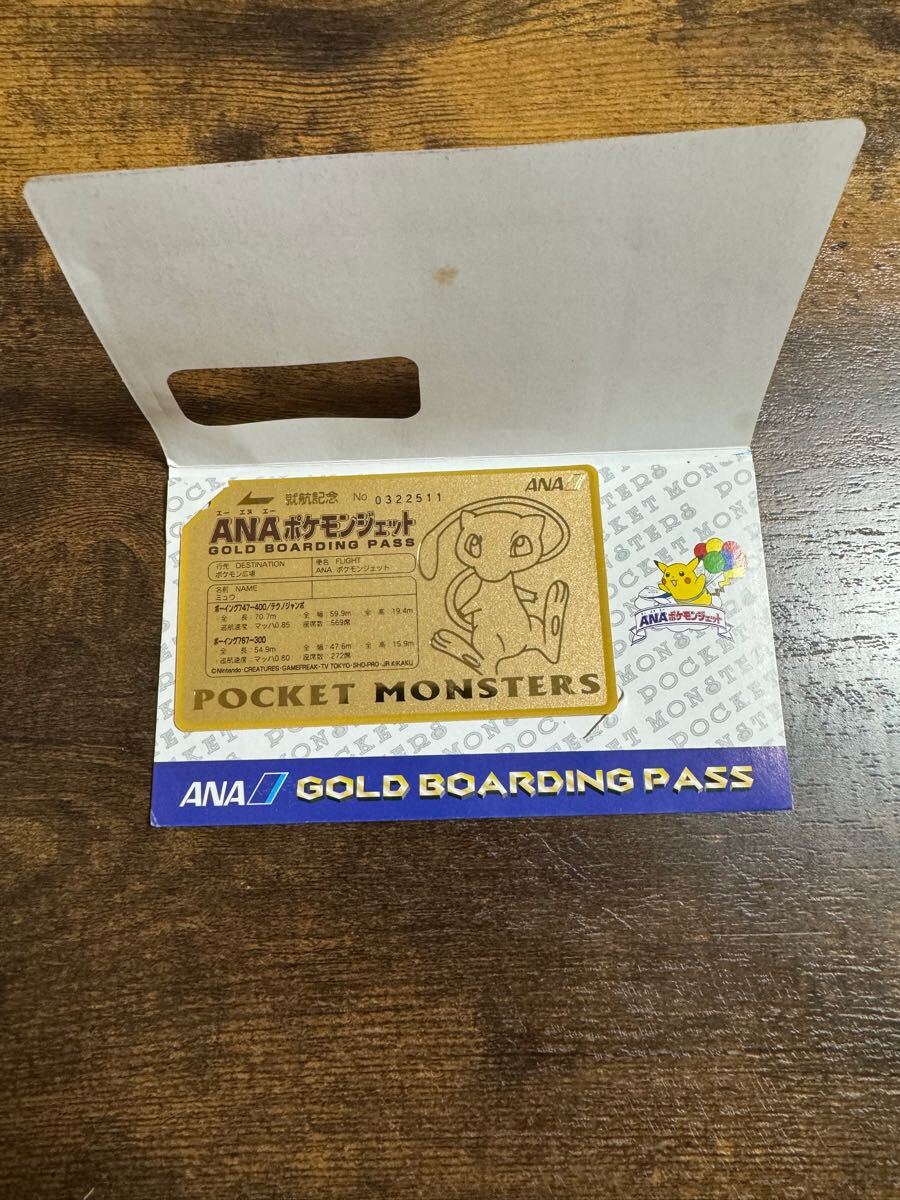 就航記念 No 0322511
ANA
エー エヌ エー
ANAポケモンジェット
GOLD BOARDING PASS
行先 DESTINATION
ポケモン広場
便名 FLIGHT
ANA ポケモンジェット
名前 NAME
ミュウ
ボーイング747-400/テクノジャンボ
全 長:70.7m 全 幅:59.9m 全 高:19.4m
巡航速度:マッハ0.85 座席数:569席
ボーイング767-300
全 長:54.9m 全 幅:47.6m 全 高:15.9m
巡航速度:マッハ0.80 座席数:272席
©Nintendo・CREATURES・GAMEFREAK・TV TOKYO・SHO-PRO・JR KIKAKU
POCKET MONSTERS
ANAポケモンジェット
POCKET MONSTERS
ANA GOLD BOARDING PASS